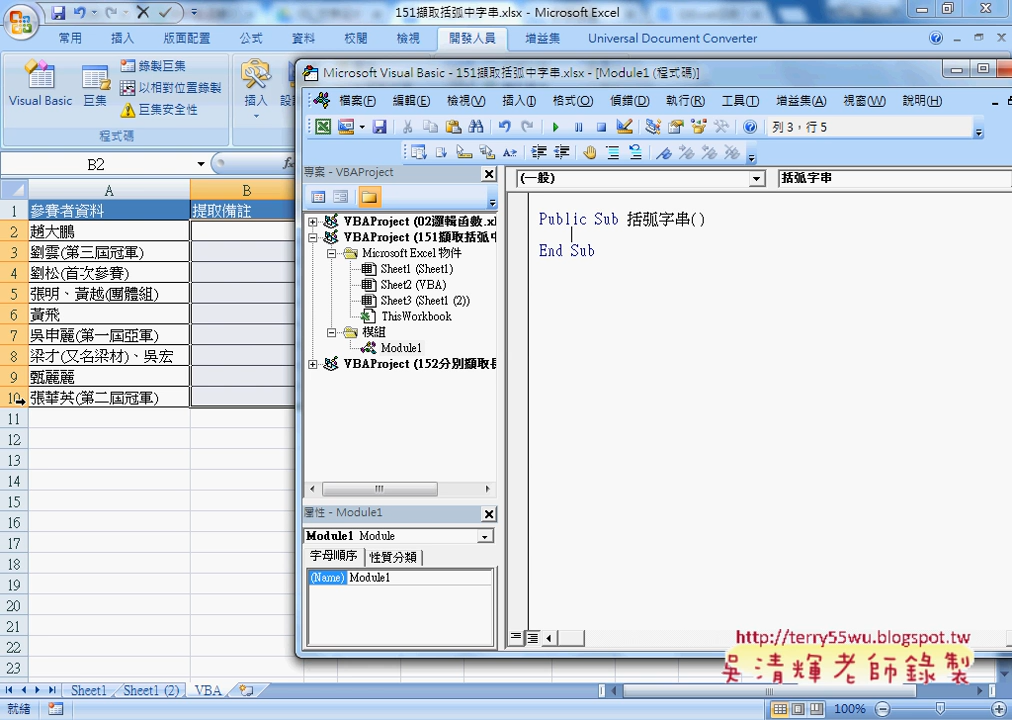 151擷取括弧中字串.xlsx - Microsoft Excel
常用 插入 版面配置 公式 資料 校閱 檢視 開發人員 增益集 Universal Document Converter
Visual Basic 巨集 錄製巨集 以相對位置錄製 巨集安全性 插入
程式碼
B2
A B
1 參賽者資料 提取備註
2 趙大鵬
3 劉雲(第三屆冠軍)
4 劉松(首次參賽)
5 張明、黃越(團體組)
6 黃飛
7 吳申麗(第一屆亞軍)
8 梁才(又名梁材)、吳宏
9 甄麗麗
10 張華英(第二屆冠軍)
11
12
13
14
15
16
17
18
19
20
21
22
23
Sheet1 Sheet1 (2) VBA
就緒
100%
Microsoft Visual Basic - 151擷取括弧中字串.xlsx - [Module1 (程式碼)]
檔案(F) 編輯(E) 檢視(V) 插入(I) 格式(O) 偵錯(D) 執行(R) 工具(T) 增益集(A) 視窗(W) 說明(H)
列 3，行 5
專案 - VBAProject
VBAProject (02邏輯函數.xl
VBAProject (151擷取括弧中
Microsoft Excel 物件
Sheet1 (Sheet1)
Sheet2 (VBA)
Sheet3 (Sheet1 (2))
ThisWorkbook
模組
Module1
VBAProject (152分別擷取長
屬性 - Module1
Module1 Module
字母順序 性質分類
(Name) Module1
(一般) 括弧字串
Public Sub 括弧字串()
End Sub
http://terry55wu.blogspot.tw
吳清輝老師錄製